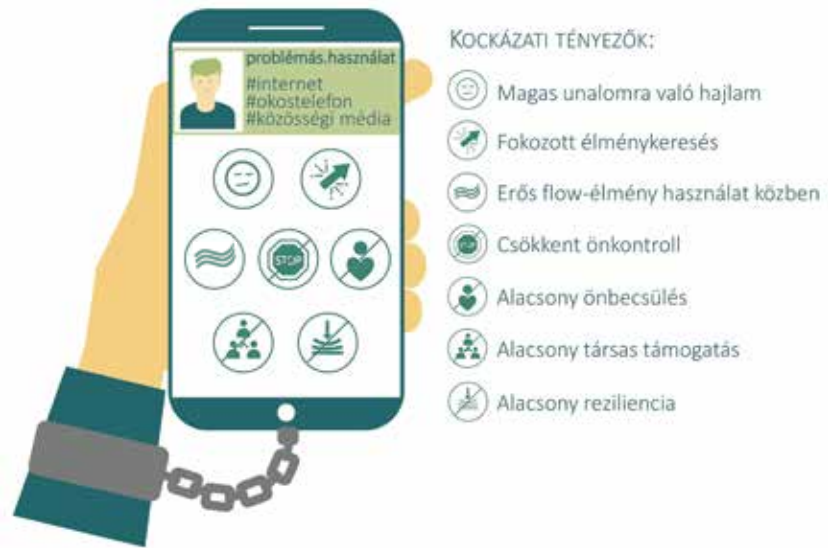 problémás.használat
#internet
#okostelefon
#közösségi média
STOP
KOCKÁZATI TÉNYEZŐK:
Magas unalomra való hajlam
Fokozott élménykeresés
Erős flow-élmény használat közben
STOP
Csökkent önkontroll
Alacsony önbecsülés
Alacsony társas támogatás
Alacsony reziliencia